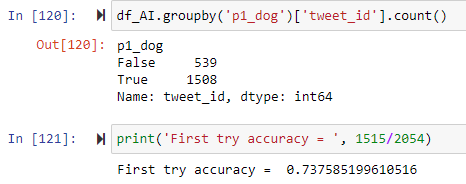 In [120]: df_AI.groupby('p1_dog')['tweet_id'].count()
Out[120]: p1_dog
False     539
True     1508
Name: tweet_id, dtype: int64
In [121]: print('First try accuracy = ', 1515/2054)
First try accuracy =  0.737585199610516